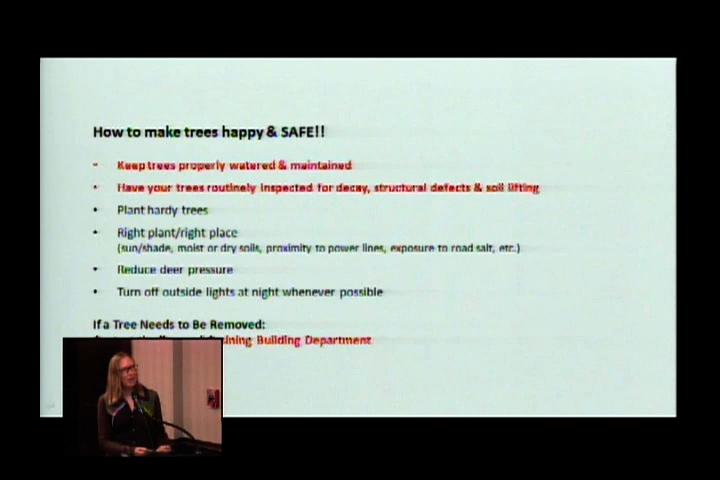 How to make trees happy & SAFE!!
- Keep trees properly watered & maintained
• Have your trees routinely inspected for decay, structural defects & soil lifting
• Plant hardy trees
• Right plant/right place
(sun/shade, moist or dry soils, proximity to power lines, exposure to road salt, etc.)
• Reduce deer pressure
• Turn off outside lights at night whenever possible
If a Tree Needs to Be Removed:
Building Department